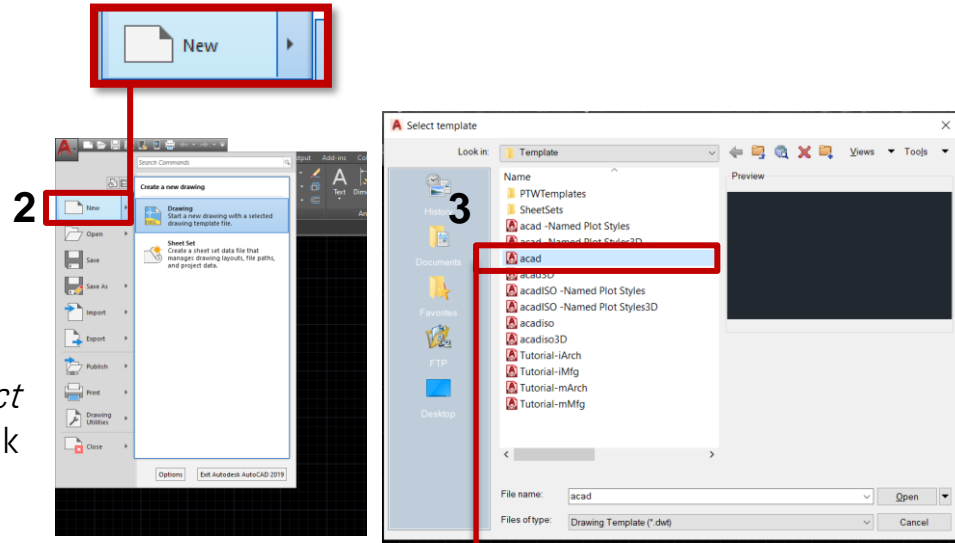 New
2
Search Commands
Create a new drawing
New
Drawing
Start a new drawing with a selected
drawing template file.
Open
Sheet Set
Create a sheet set data file that
manages drawing layouts, file paths,
and project data.
Save
Save As
Import
Export
Publish
Print
Drawing
Utilities
Close
Options
Exit Autodesk AutoCAD 2019
Add-ins
Text
ct
k
3
Select template
Look in:
Template
Views
Tools
Name
Preview
PTWTemplates
SheetSets
acad -Named Plot Styles
acad -Named Plot Styles3D
acad
acad3D
acadISO -Named Plot Styles
acadISO -Named Plot Styles3D
acadiso
acadiso3D
Tutorial-iArch
Tutorial-iMfg
Tutorial-mArch
Tutorial-mMfg
History
Documents
Favorites
FTP
Desktop
File name:
acad
Open
Files of type:
Drawing Template (*.dwt)
Cancel